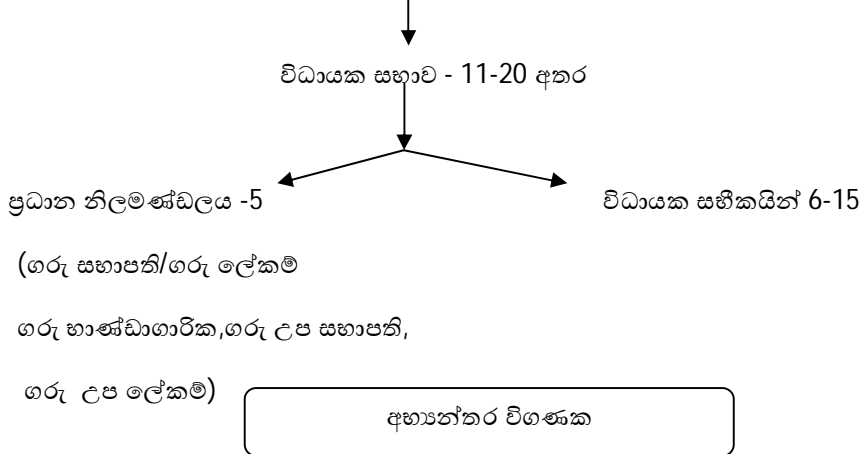 විධායක සභාව - 11-20 අතර
ප්‍රධාන නිලමණ්ඩලය -5 විධායක සභිකයින් 6-15
(ගරු සභාපති/ගරු ලේකම්
ගරු භාණ්ඩාගාරික,ගරු උප සභාපති,
ගරු උප ලේකම්)
අභ්‍යන්තර විගණක